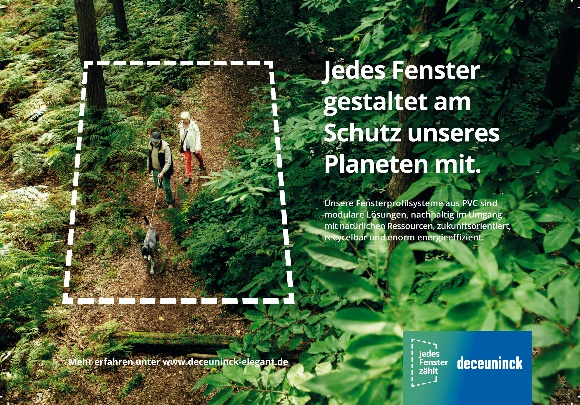 Jedes Fenster
gestaltet am
Schutz unseres
Planeten mit.
Unsere Fensterprofilsysteme aus PVC sind
modulare Lösungen, nachhaltig im Umgang
mit natürlichen Ressourcen, zukunftsorientiert,
recycelbar und enorm energieeffizient.
Mehr erfahren unter www.deceuninck-elegant.de
Jedes
Fenster
zählt
deceuninck